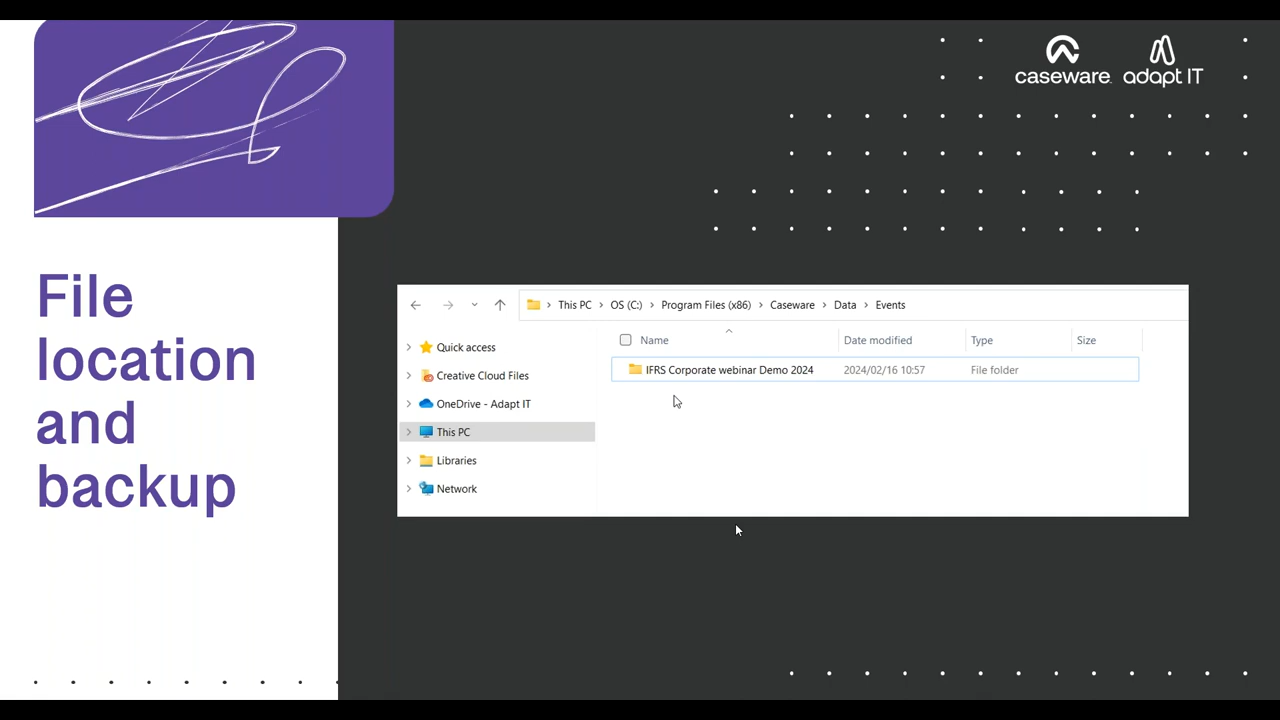 caseware. adapt IT
File
location
and
backup
This PC > OS (C:) > Program Files (x86) > Caseware > Data > Events
Name Date modified Type Size
IFRS Corporate webinar Demo 2024 2024/02/16 10:57 File folder
Quick access
Creative Cloud Files
OneDrive - Adapt IT
This PC
Libraries
Network